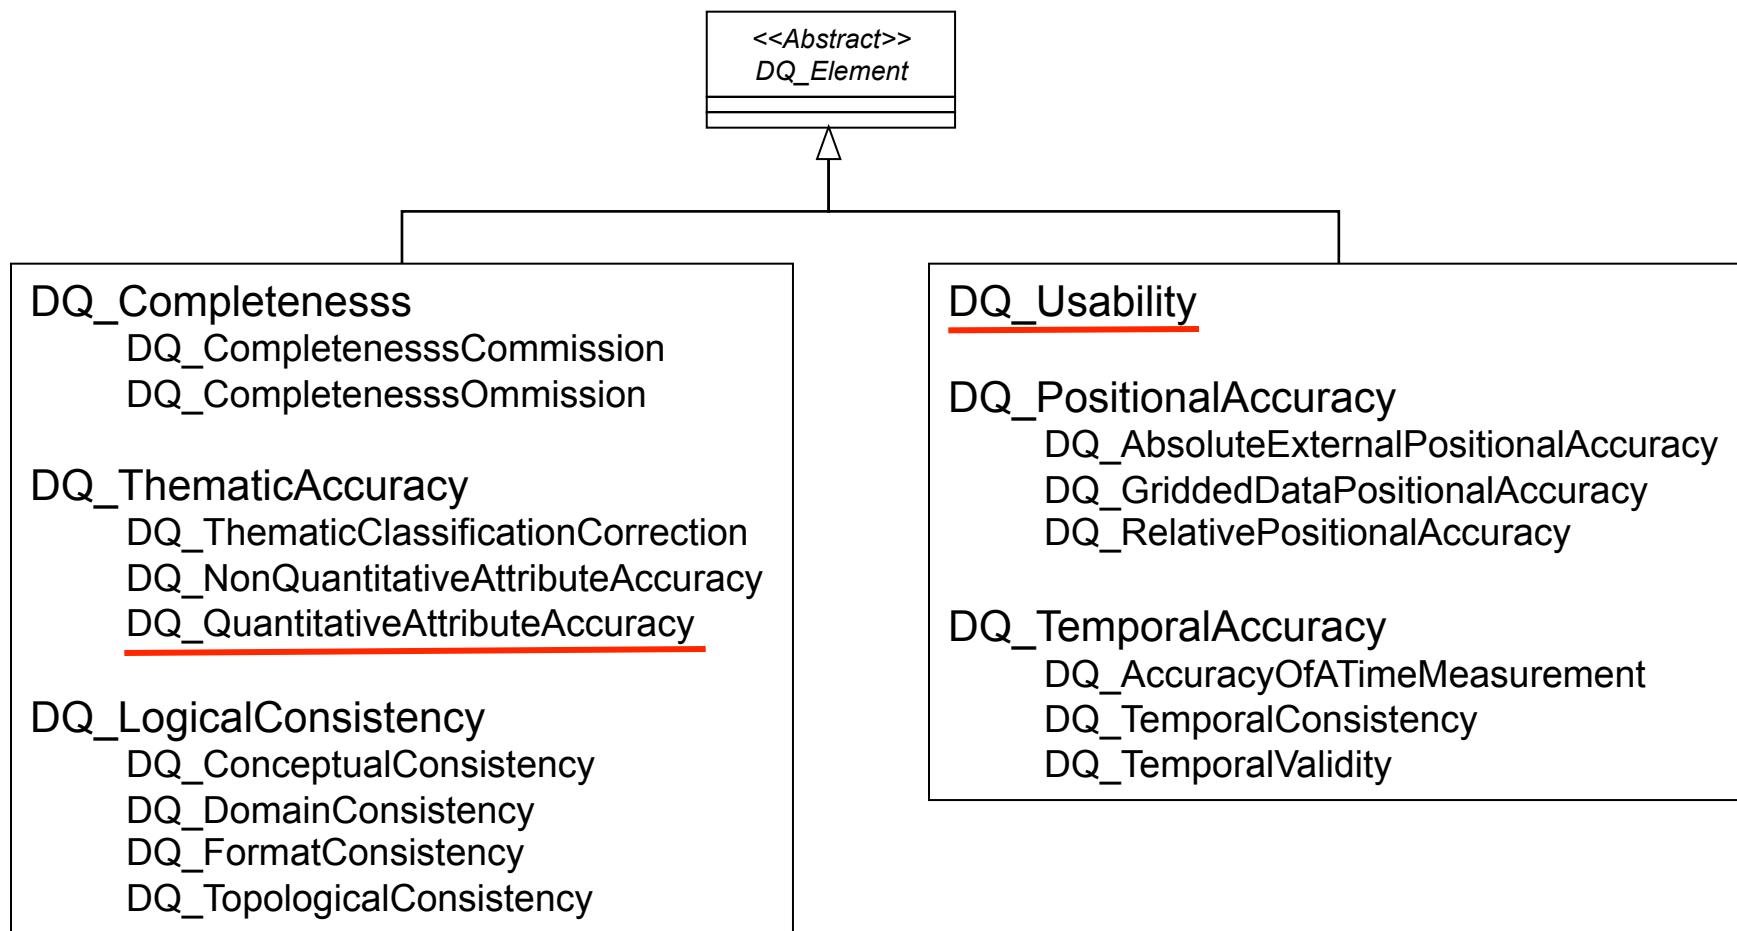 <<Abstract>>
DQ_Element
DQ_Completenesss
DQ_CompletenesssCommission
DQ_CompletenesssOmmission
DQ_ThematicAccuracy
DQ_ThematicClassificationCorrection
DQ_NonQuantitativeAttributeAccuracy
DQ_QuantitativeAttributeAccuracy
DQ_LogicalConsistency
DQ_ConceptualConsistency
DQ_DomainConsistency
DQ_FormatConsistency
DQ_TopologicalConsistency
DQ_Usability
DQ_PositionalAccuracy
DQ_AbsoluteExternalPositionalAccuracy
DQ_GriddedDataPositionalAccuracy
DQ_RelativePositionalAccuracy
DQ_TemporalAccuracy
DQ_AccuracyOfATimeMeasurement
DQ_TemporalConsistency
DQ_TemporalValidity